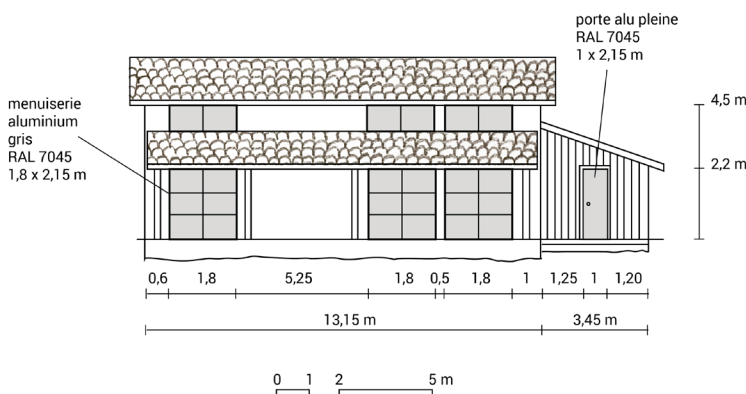 porte alu pleine
RAL 7045
1 x 2,15 m
menuiserie
aluminium
gris
RAL 7045
1,8 x 2,15 m
4,5 m
2,2 m
0,6 1,8 5,25 1,8 0,5 1,8 1 1,25 1 1,20
13,15 m 3,45 m
0 1 2 5 m